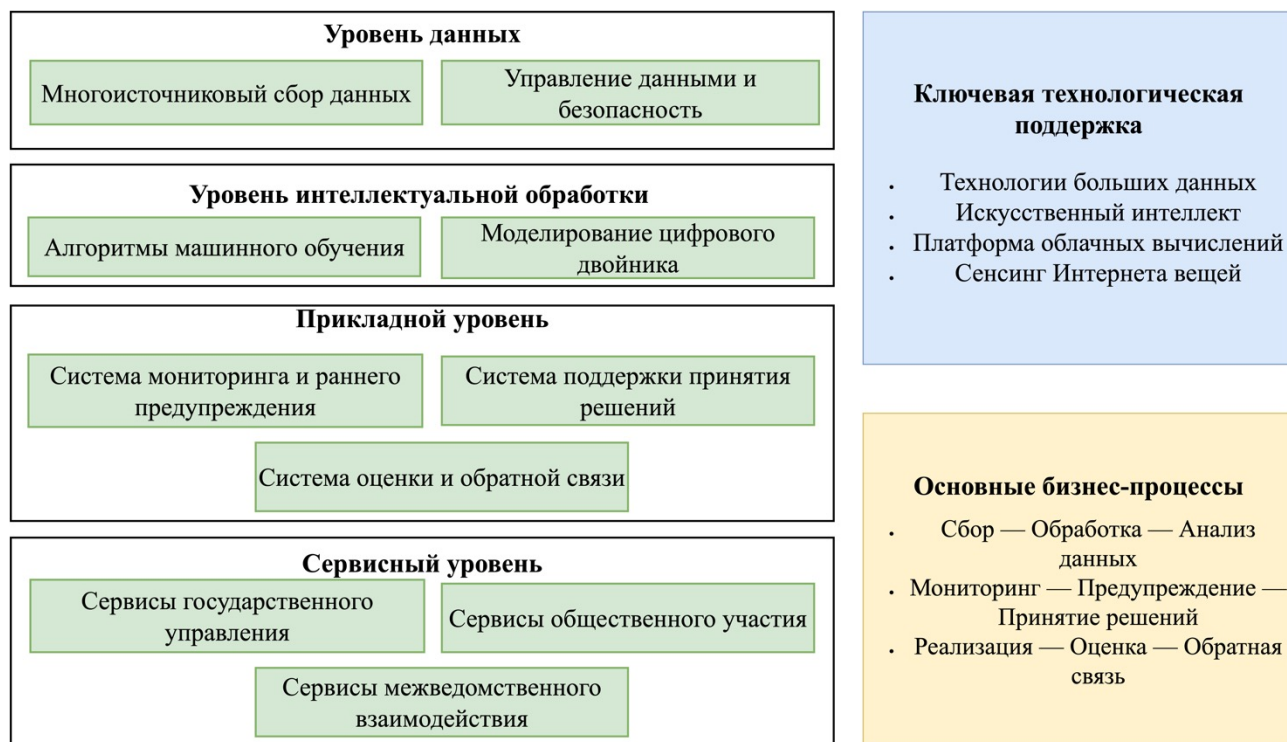 Уровень данных
Многоисточниковый сбор данных
Управление данными и
безопасность
Уровень интеллектуальной обработки
Алгоритмы машинного обучения
Моделирование цифрового
двойника
Прикладной уровень
Система мониторинга и раннего
предупреждения
Система поддержки принятия
решений
Система оценки и обратной связи
Сервисный уровень
Сервисы государственного
управления
Сервисы общественного участия
Сервисы межведомственного
взаимодействия
Ключевая технологическая
поддержка
• Технологии больших данных
• Искусственный интеллект
• Платформа облачных вычислений
• Сенсинг Интернета вещей
Основные бизнес-процессы
• Сбор — Обработка — Анализ
данных
• Мониторинг — Предупреждение —
Принятие решений
• Реализация — Оценка — Обратная
связь